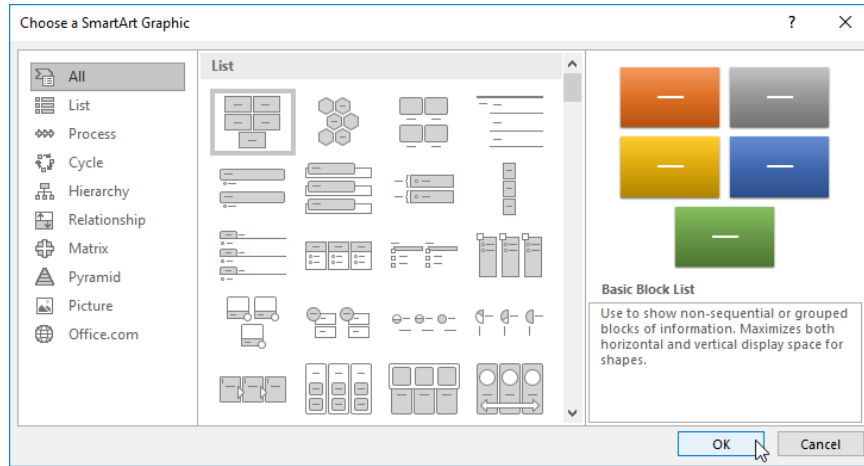 Choose a SmartArt Graphic
?
All
List
Process
Cycle
Hierarchy
Relationship
Matrix
Pyramid
Picture
Office.com
List
Basic Block List
Use to show non-sequential or grouped
blocks of information. Maximizes both
horizontal and vertical display space for
shapes.
OK
Cancel